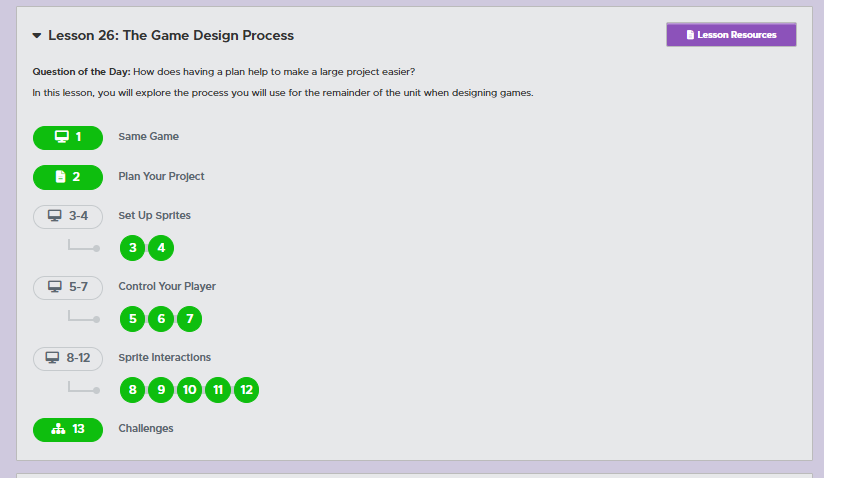 Lesson 26: The Game Design Process
Lesson Resources
Question of the Day: How does having a plan help to make a large project easier?
In this lesson, you will explore the process you will use for the remainder of the unit when designing games.
1 Same Game
2 Plan Your Project
3-4 Set Up Sprites
3 4
5-7 Control Your Player
5 6 7
8-12 Sprite Interactions
8 9 10 11 12
13 Challenges